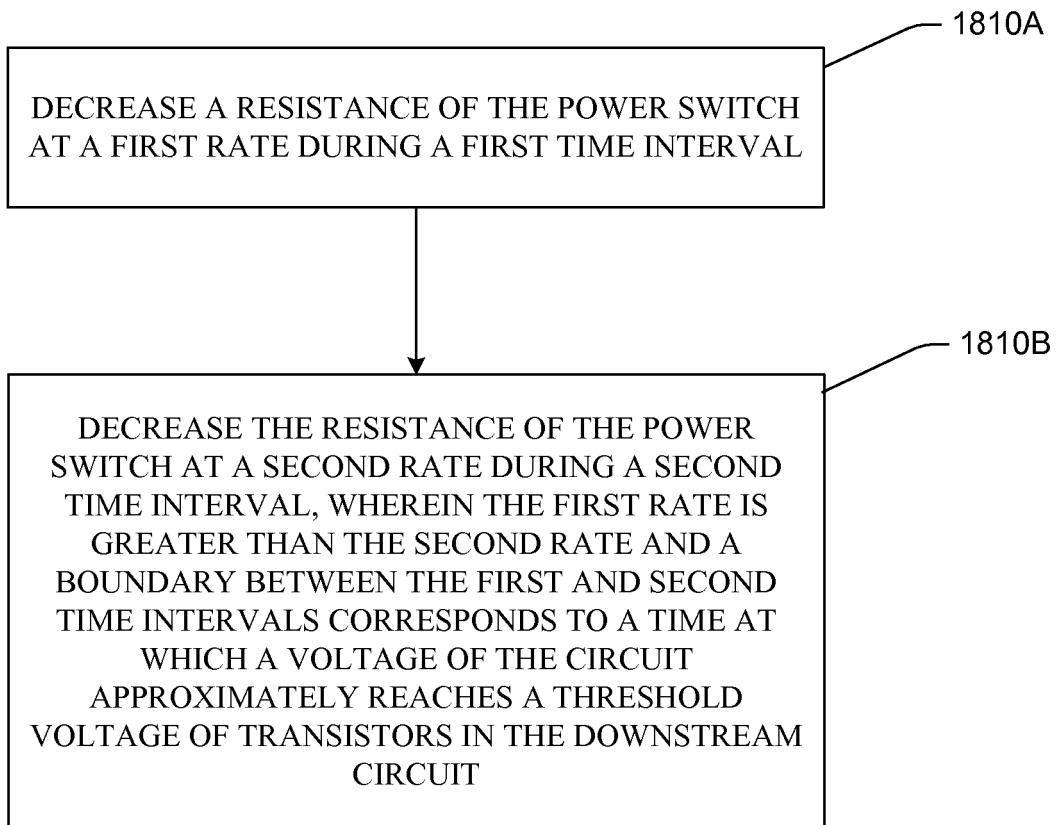 1810A
DECREASE A RESISTANCE OF THE POWER SWITCH
AT A FIRST RATE DURING A FIRST TIME INTERVAL
1810B
DECREASE THE RESISTANCE OF THE POWER
SWITCH AT A SECOND RATE DURING A SECOND
TIME INTERVAL, WHEREIN THE FIRST RATE IS
GREATER THAN THE SECOND RATE AND A
BOUNDARY BETWEEN THE FIRST AND SECOND
TIME INTERVALS CORRESPONDS TO A TIME AT
WHICH A VOLTAGE OF THE CIRCUIT
APPROXIMATELY REACHES A THRESHOLD
VOLTAGE OF TRANSISTORS IN THE DOWNSTREAM
CIRCUIT